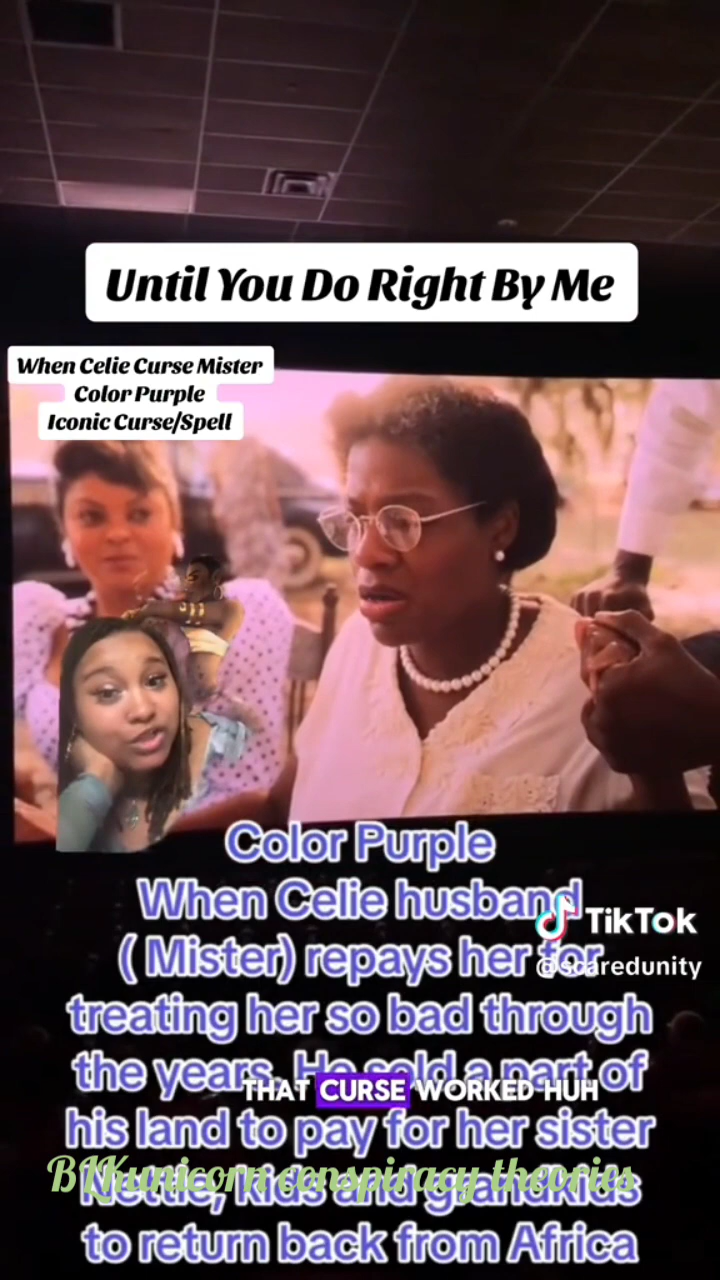 Until You Do Right By Me
When Celie Curse Mister
Color Purple
Iconic Curse/Spell
Color Purple
When Celie husband
( Mister) repays her for
TikTok
@scaredunity
treating her so bad through
the years. He sold a part of
THAT CURSE WORKED HUH
his land to pay for her sister
BLKunicorn conspiracy theories
Nettie, kids and grandkids
to return back from Africa